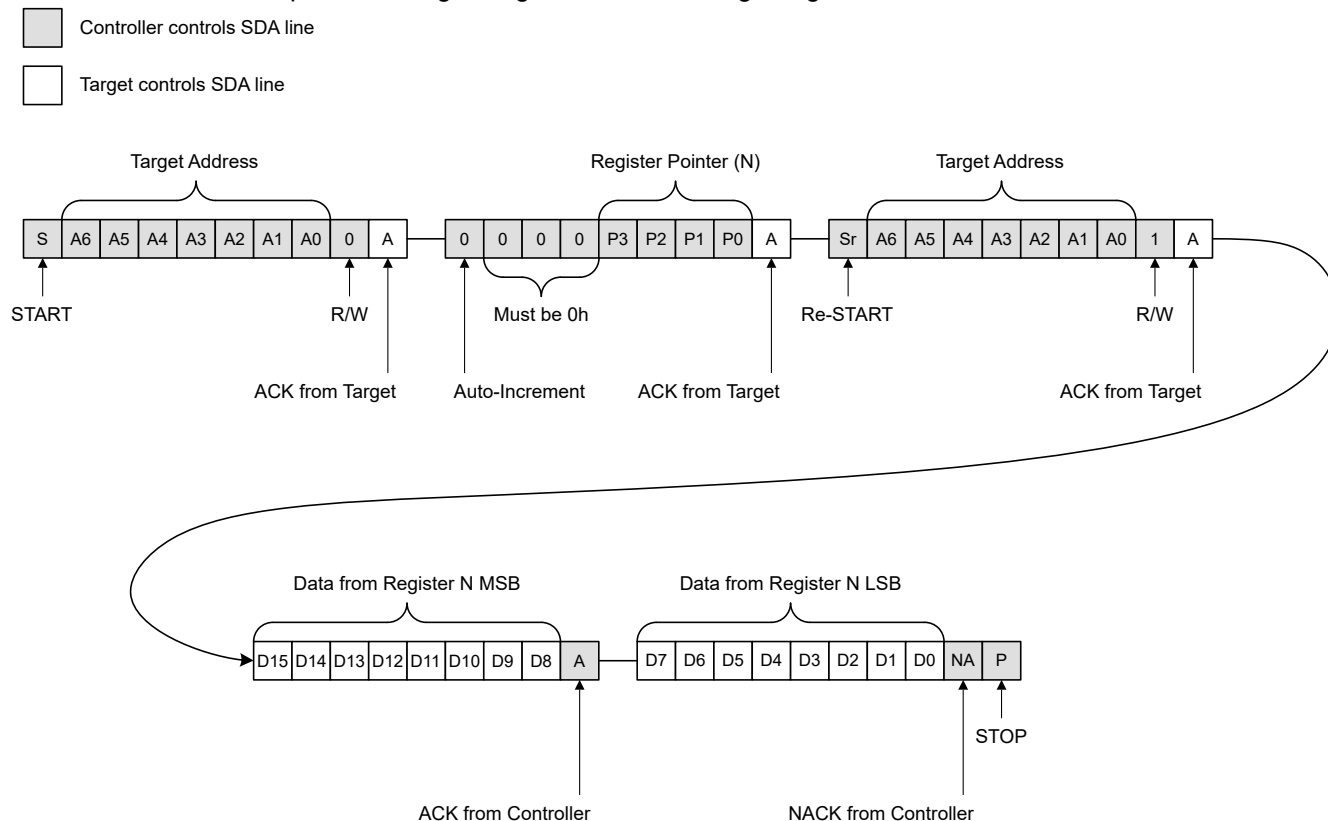 Controller controls SDA line
Target controls SDA line
Target Address Register Pointer (N) Target Address
S A6 A5 A4 A3 A2 A1 A0 0 A 0 0 0 0 P3 P2 P1 P0 A Sr A6 A5 A4 A3 A2 A1 A0 1 A
START R/W Must be 0h Re-START R/W
ACK from Target Auto-Increment ACK from Target ACK from Target
Data from Register N MSB Data from Register N LSB
D15 D14 D13 D12 D11 D10 D9 D8 A D7 D6 D5 D4 D3 D2 D1 D0 NA P
STOP
ACK from Controller NACK from Controller